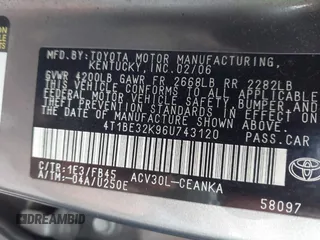 MFD. BY: TOYOTA MOTOR MANUFACTURING,
KENTUCKY, INC. 02/06
GVWR 4200LB GAWR FR 2668LB RR 2282LB
THIS VEHICLE CONFORMS TO ALL APPLICABLE
FEDERAL MOTOR VEHICLE SAFETY, BUMPER, AND
THEFT PREVENTION STANDARDS IN EFFECT ON
THE DATE OF MANUFACTURE SHOWN ABOVE.
4T1BE32K96U743120 PASS.CAR
C/TR:1E3/FB45 ACV30L-CEANKA
A/TM:-04A/U250E
TOYOTA
58097
DREAMBID